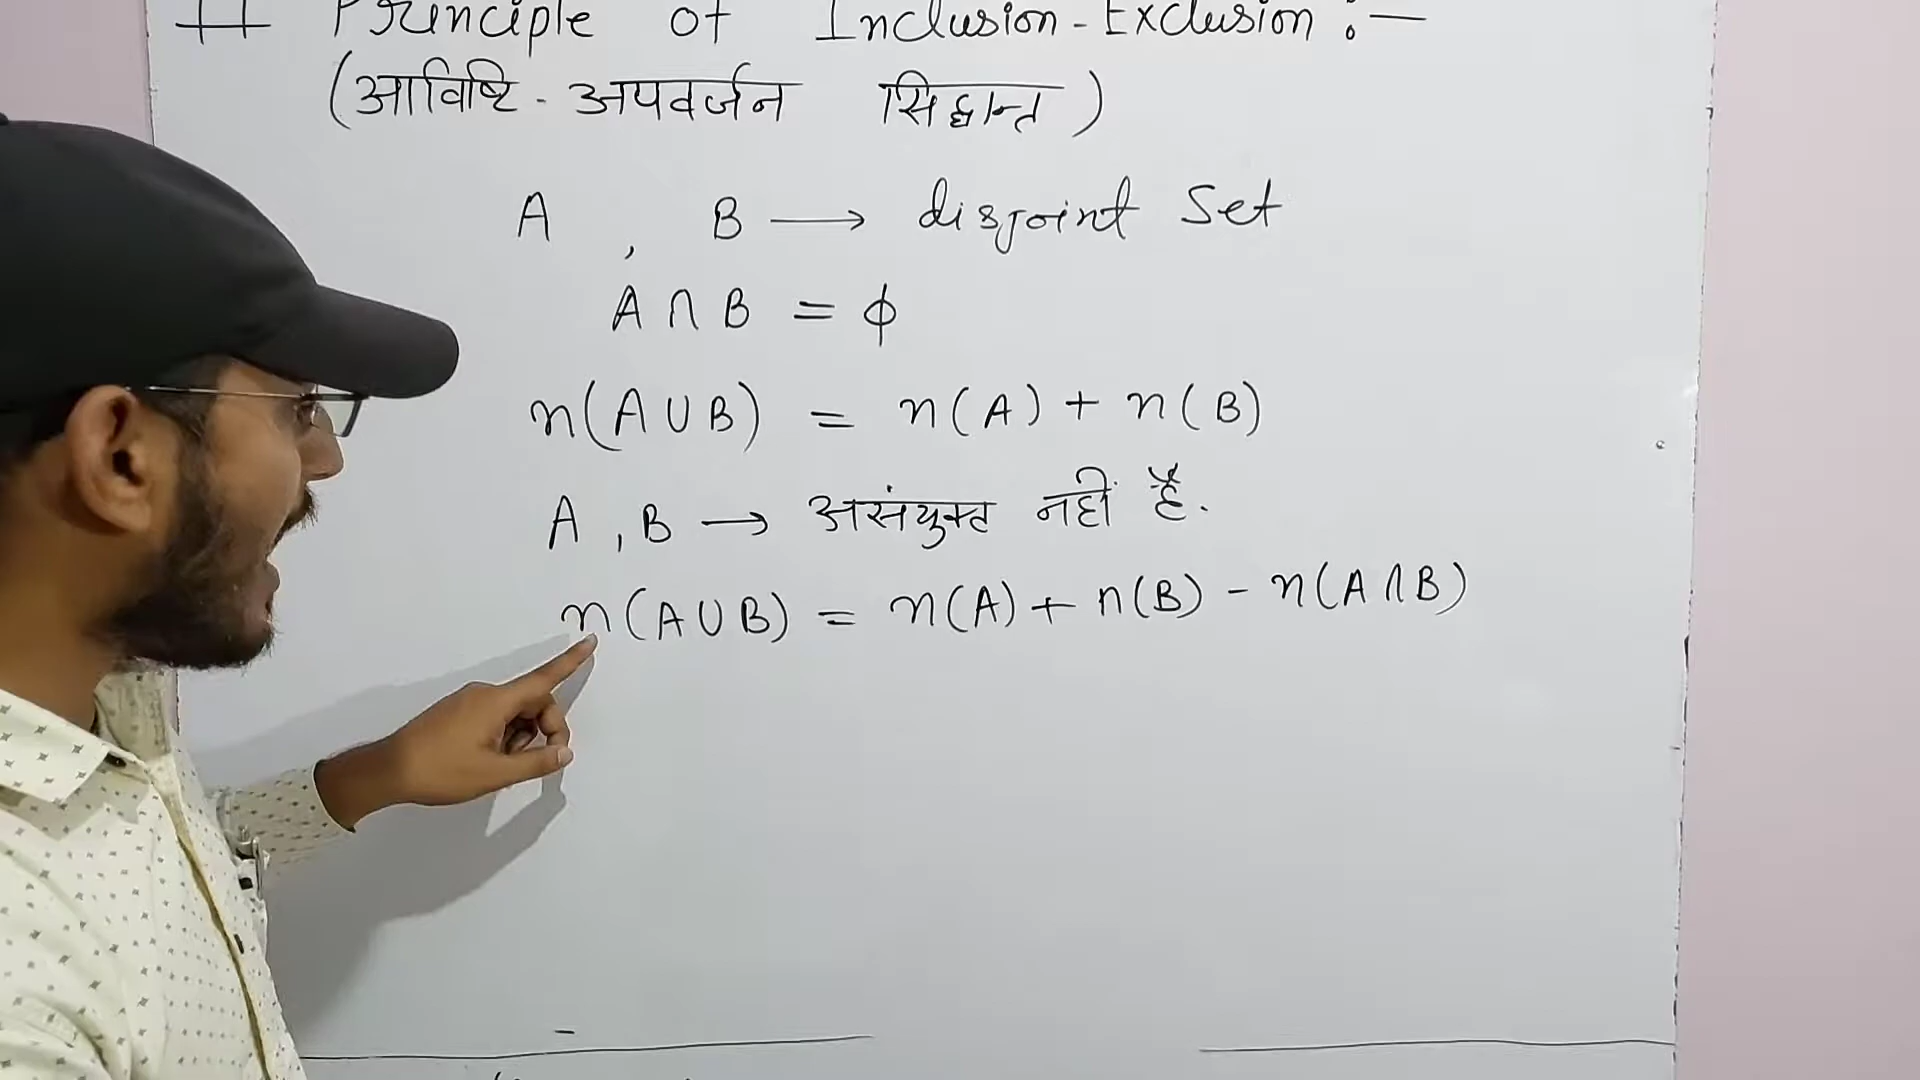 # Principle of Inclusion-Exclusion :—
(आविष्टि - अपवर्जन सिद्धान्त)
A , B → disjoint Set
A ∩ B = ϕ
n(A∪B) = n(A) + n(B)
A , B → असंयुक्त नहीं है.
n(A∪B) = n(A) + n(B) - n(A∩B)